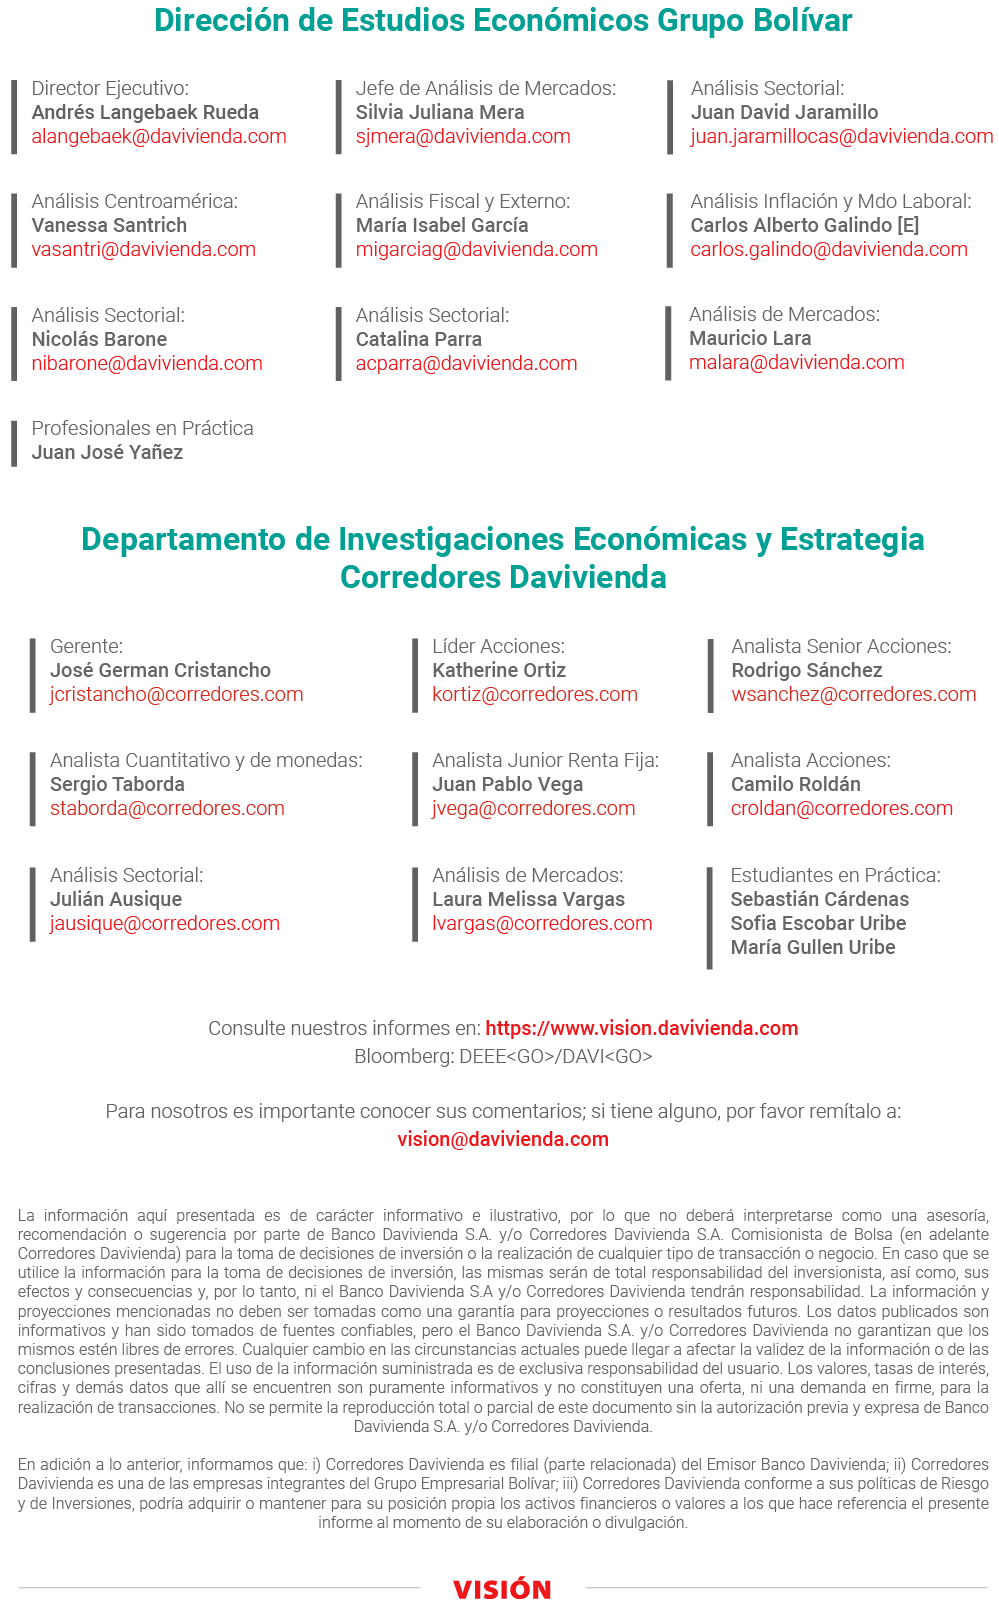 Dirección de Estudios Económicos Grupo Bolívar
Director Ejecutivo:
Andrés Langebaek Rueda
alangebaek@davivienda.com
Jefe de Análisis de Mercados:
Silvia Juliana Mera
sjmera@davivienda.com
Análisis Sectorial:
Juan David Jaramillo
juan.jaramillocas@davivienda.com
Análisis Centroamérica:
Vanessa Santrich
vasantri@davivienda.com
Análisis Fiscal y Externo:
María Isabel García
migarciag@davivienda.com
Análisis Inflación y Mdo Laboral:
Carlos Alberto Galindo [E]
carlos.galindo@davivienda.com
Análisis Sectorial:
Nicolás Barone
nibarone@davivienda.com
Análisis Sectorial:
Catalina Parra
acparra@davivienda.com
Análisis de Mercados:
Mauricio Lara
malara@davivienda.com
Profesionales en Práctica
Juan José Yañez
Departamento de Investigaciones Económicas y Estrategia
Corredores Davivienda
Gerente:
José German Cristancho
jcristancho@corredores.com
Líder Acciones:
Katherine Ortiz
kortiz@corredores.com
Analista Senior Acciones:
Rodrigo Sánchez
wsanchez@corredores.com
Analista Cuantitativo y de monedas:
Sergio Taborda
staborda@corredores.com
Analista Junior Renta Fija:
Juan Pablo Vega
jvega@corredores.com
Analista Acciones:
Camilo Roldán
croldan@corredores.com
Análisis Sectorial:
Julián Ausique
jausique@corredores.com
Análisis de Mercados:
Laura Melissa Vargas
lvargas@corredores.com
Estudiantes en Práctica:
Sebastián Cárdenas
Sofia Escobar Uribe
María Gullen Uribe
Consulte nuestros informes en: https://www.vision.davivienda.com
Bloomberg: DEEE<GO>/DAVI<GO>
Para nosotros es importante conocer sus comentarios; si tiene alguno, por favor remítalo a:
vision@davivienda.com
La información aquí presentada es de carácter informativo e ilustrativo, por lo que no deberá interpretarse como una asesoría,
recomendación o sugerencia por parte de Banco Davivienda S.A. y/o Corredores Davivienda S.A. Comisionista de Bolsa (en adelante
Corredores Davivienda) para la toma de decisiones de inversión o la realización de cualquier tipo de transacción o negocio. En caso que se
utilice la información para la toma de decisiones de inversión, las mismas serán de total responsabilidad del inversionista, así como, sus
efectos y consecuencias y, por lo tanto, ni el Banco Davivienda S.A y/o Corredores Davivienda tendrán responsabilidad. La información y
proyecciones mencionadas no deben ser tomadas como una garantía para proyecciones o resultados futuros. Los datos publicados son
informativos y han sido tomados de fuentes confiables, pero el Banco Davivienda S.A. y/o Corredores Davivienda no garantizan que los
mismos estén libres de errores. Cualquier cambio en las circunstancias actuales puede llegar a afectar la validez de la información o de las
conclusiones presentadas. El uso de la información suministrada es de exclusiva responsabilidad del usuario. Los valores, tasas de interés,
cifras y demás datos que allí se encuentren son puramente informativos y no constituyen una oferta, ni una demanda en firme, para la
realización de transacciones. No se permite la reproducción total o parcial de este documento sin la autorización previa y expresa de Banco
Davivienda S.A. y/o Corredores Davivienda.
En adición a lo anterior, informamos que: i) Corredores Davivienda es filial (parte relacionada) del Emisor Banco Davivienda; ii) Corredores
Davivienda es una de las empresas integrantes del Grupo Empresarial Bolívar; iii) Corredores Davivienda conforme a sus políticas de Riesgo
y de Inversiones, podría adquirir o mantener para su posición propia los activos financieros o valores a los que hace referencia el presente
informe al momento de su elaboración o divulgación.
VISIÓN